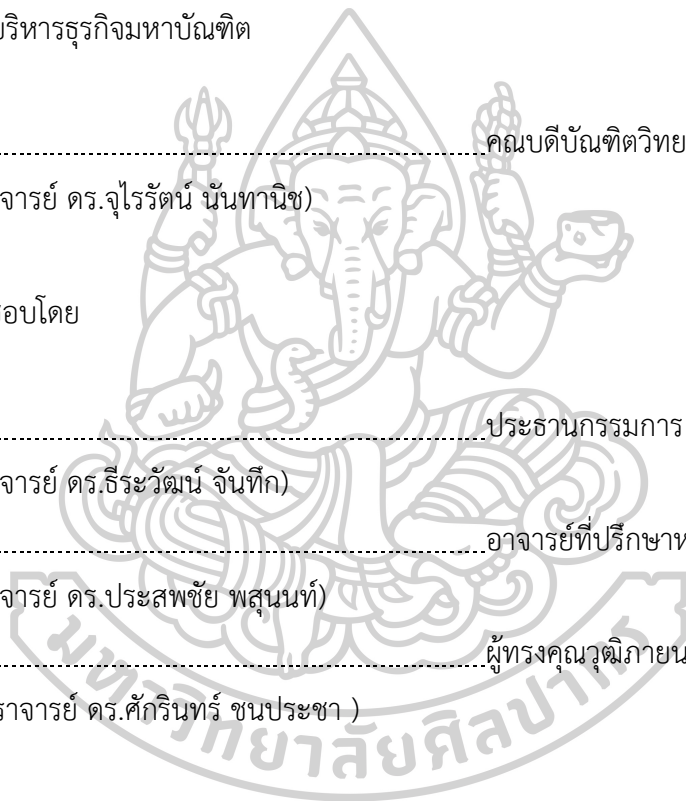 บริหารธุรกิจมหาบัณฑิต
คณบดีบัณฑิตวิทย
จารย์ ดร.จุไรรัตน์ นันทานิช)
อบโดย
ประธานกรรมการ
จารย์ ดร.ธีระวัฒน์ จันทึก)
อาจารย์ที่ปรึกษาห
จารย์ ดร.ประสพชัย พสุนนท์)
ผู้ทรงคุณวุฒิภายน
ราจารย์ ดร.ศักรินทร์ ชนประชา )
มหาวิทยาลัยศิลปากร